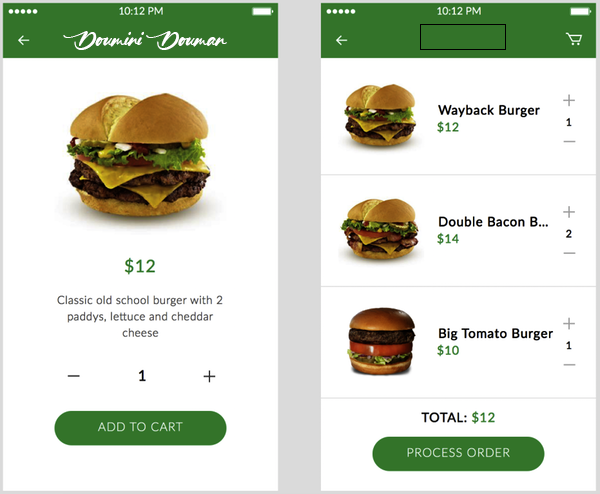 10:12 PM
Doumini Douman
$12
Classic old school burger with 2
paddys, lettuce and cheddar
cheese
1
ADD TO CART
10:12 PM
Wayback Burger
$12
1
Double Bacon B...
$14
2
Big Tomato Burger
$10
1
TOTAL: $12
PROCESS ORDER